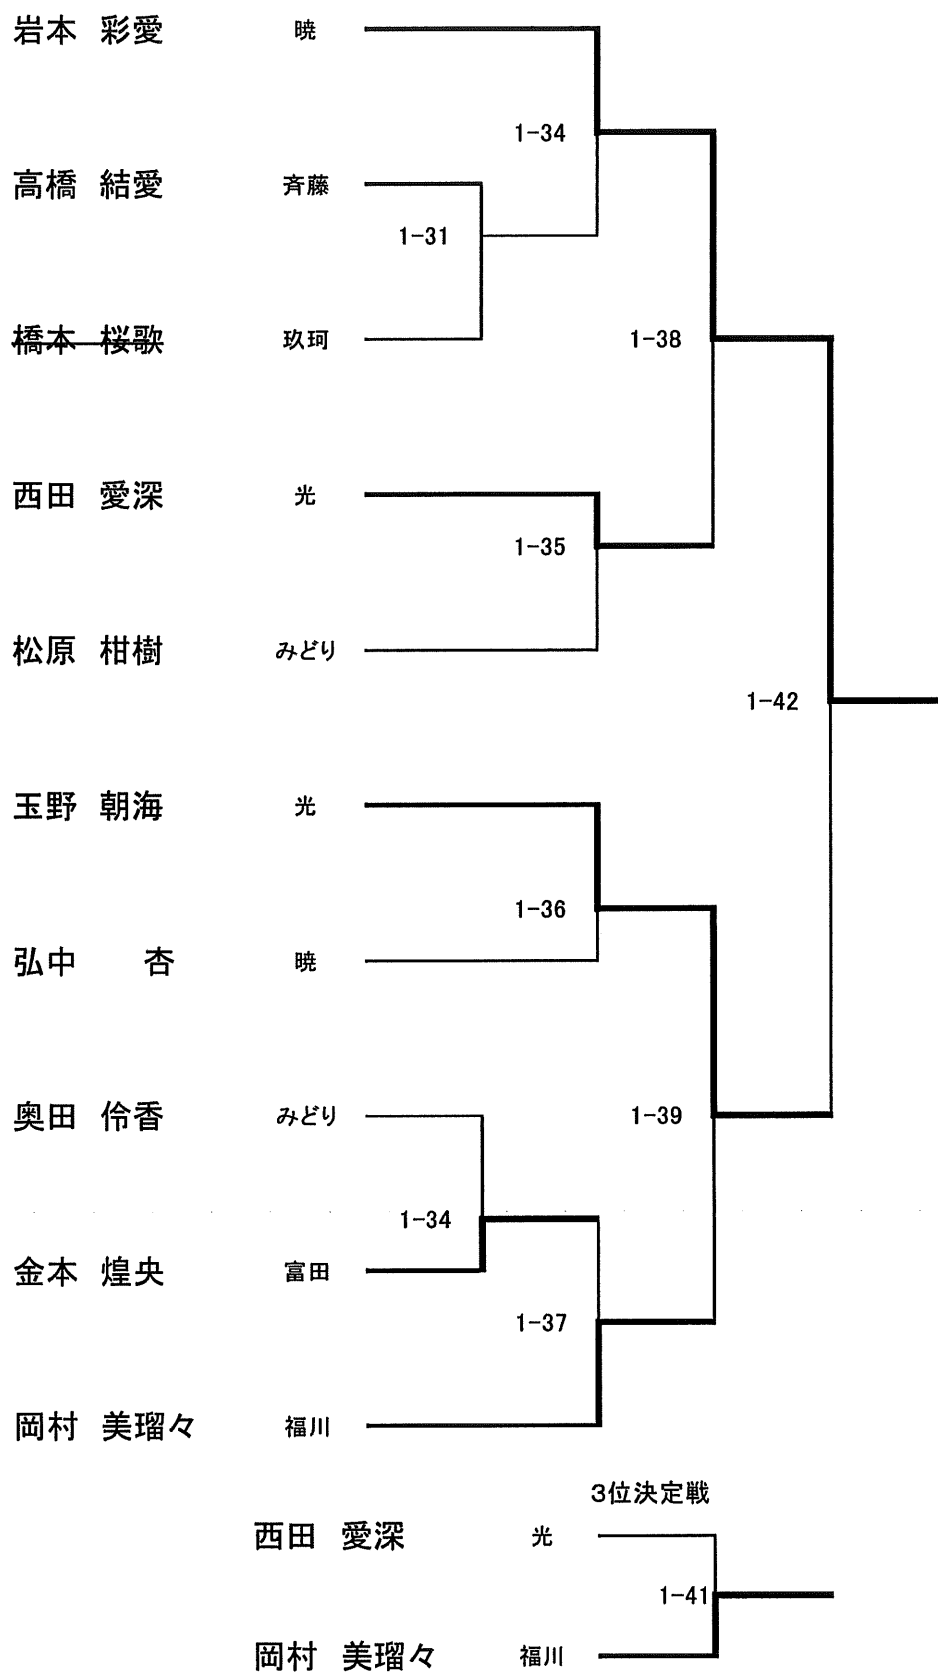 岩本 彩愛 暁
1-34
高橋 結愛 斉藤
1-31
橋本 桜歌 玖珂
1-38
西田 愛深 光
1-35
松原 柑樹 みどり
1-42
玉野 朝海 光
1-36
弘中 杏 暁
奥田 伶香 みどり
1-39
1-34
金本 煌央 富田
1-37
岡村 美瑠々 福川
3位決定戦
西田 愛深 光
1-41
岡村 美瑠々 福川